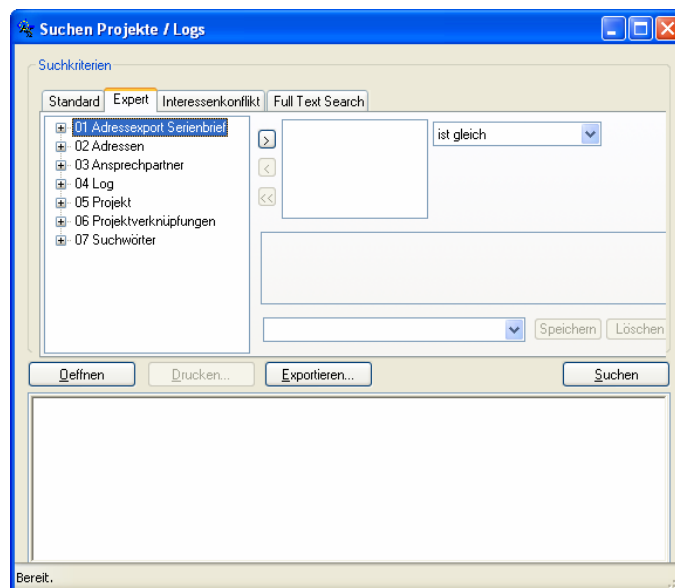 Suchen Projekte / Logs
Suchkriterien
Standard Expert Interessenkonflikt Full Text Search
01 Adressexport Serienbrief
02 Adressen
03 Ansprechpartner
04 Log
05 Projekt
06 Projektverknüpfungen
07 Suchwörter
>
<
<<
ist gleich
Speichern Löschen
Oeffnen Drucken... Exportieren... Suchen
Bereit.